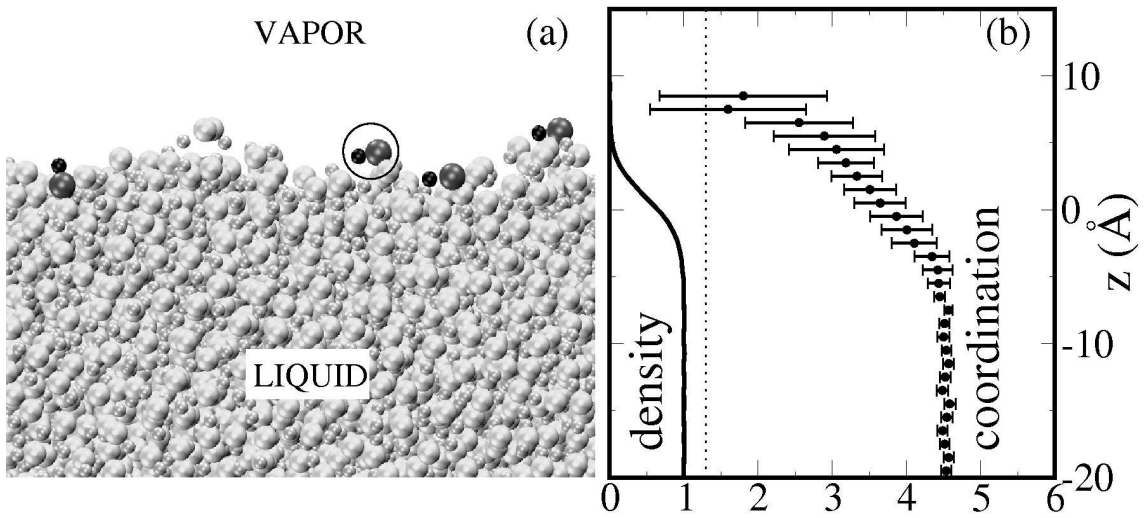 VAPOR
(a)
LIQUID
(b)
density
coordination
z (Å)
10
0
-10
-20
0 1 2 3 4 5 6